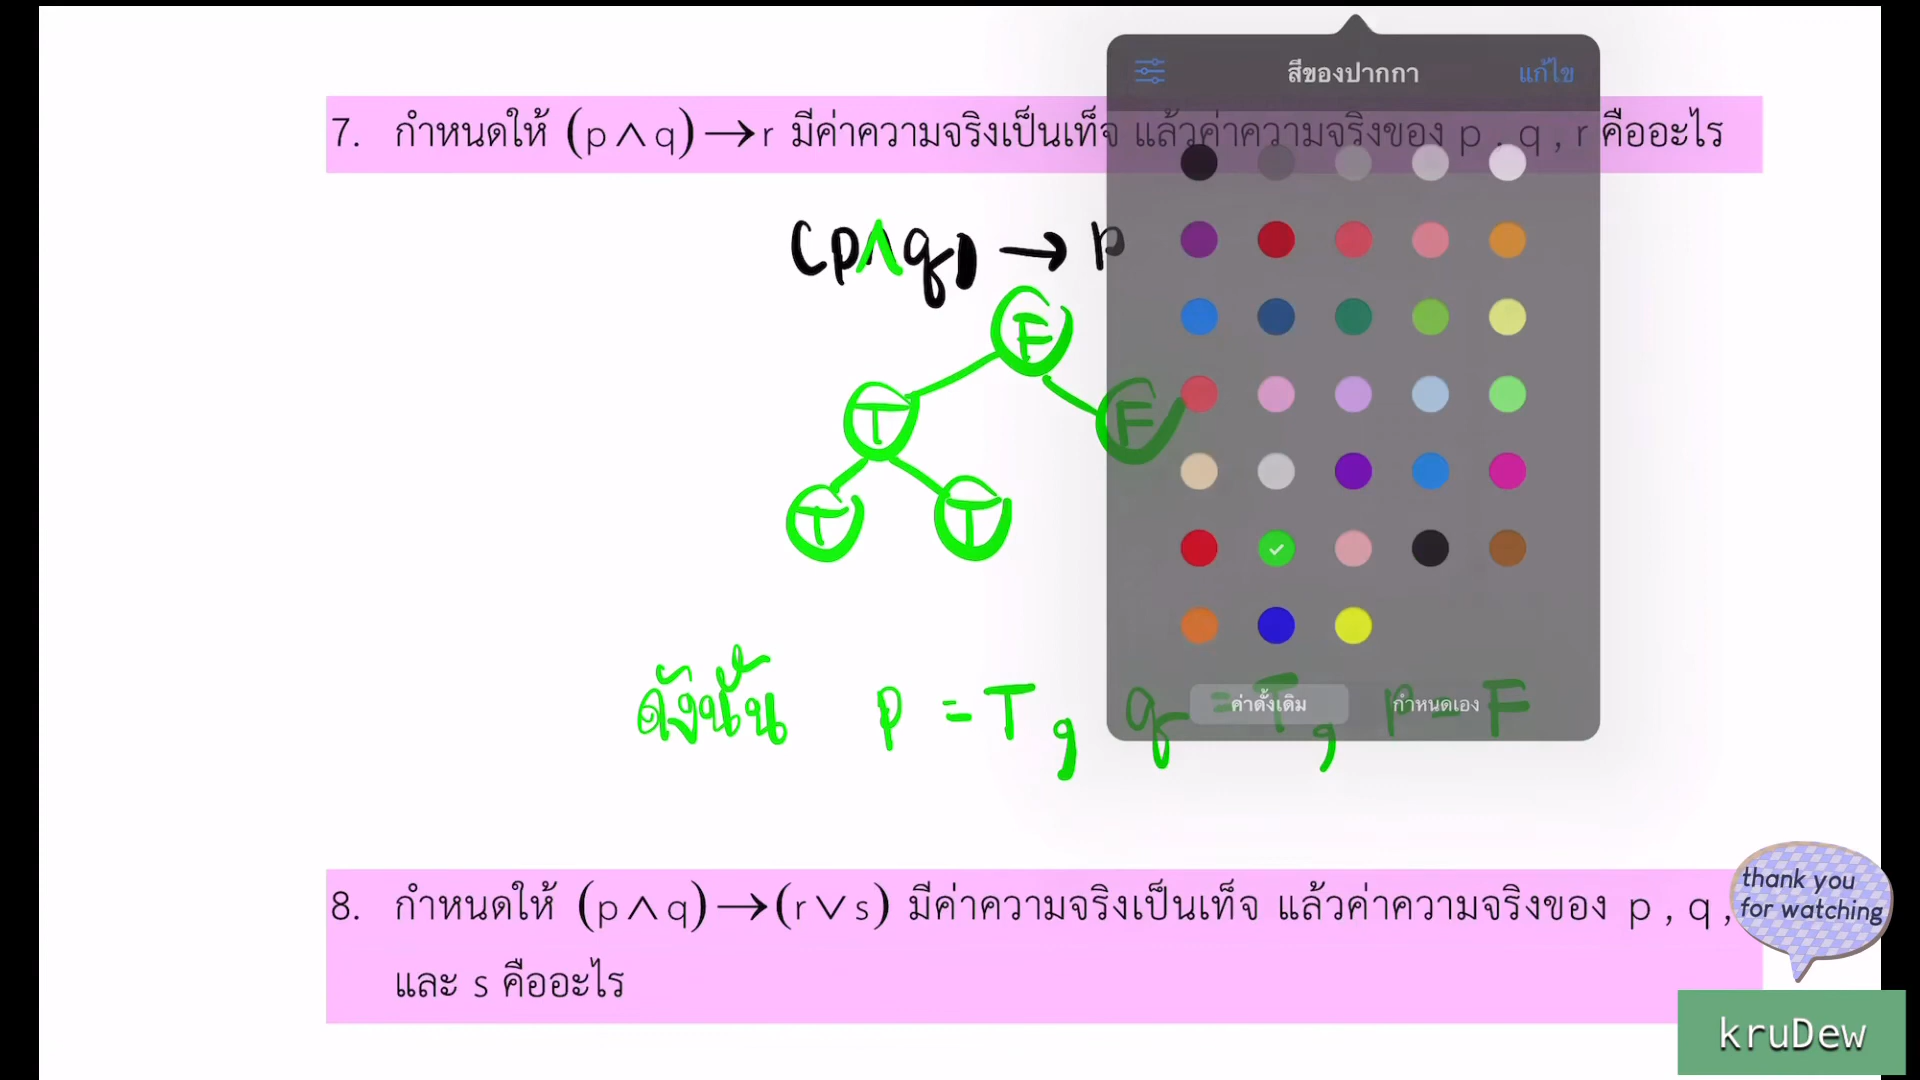 สีของปากกา แก้ไข
7. กำหนดให้ (p ∧ q) → r มีค่าความจริงเป็นเท็จ แล้วค่าความจริงของ p , q , r คืออะไร
(p ∧ q) → r
F
T F
T T
ดังนั้น p = T , q = T , r = F
ค่าดั้งเดิม กำหนดเอง
8. กำหนดให้ (p ∧ q) → (r ∨ s) มีค่าความจริงเป็นเท็จ แล้วค่าความจริงของ p , q ,
และ s คืออะไร
thank you
for watching
kruDew